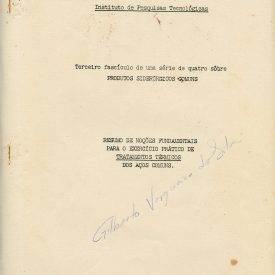 Instituto de Pesquisas Tecnológicas
Terceiro fascículo de uma série de quatro sôbre
PRODUTOS SIDERÚRGICOS COMUNS
RESUMO DE NOÇÕES FUNDAMENTAIS
PARA O EXERCÍCIO PRÁTICO DE
TRATAMENTOS TÉRMICOS
DOS AÇOS COMUNS.
Gilberto Vergueiro da Silva